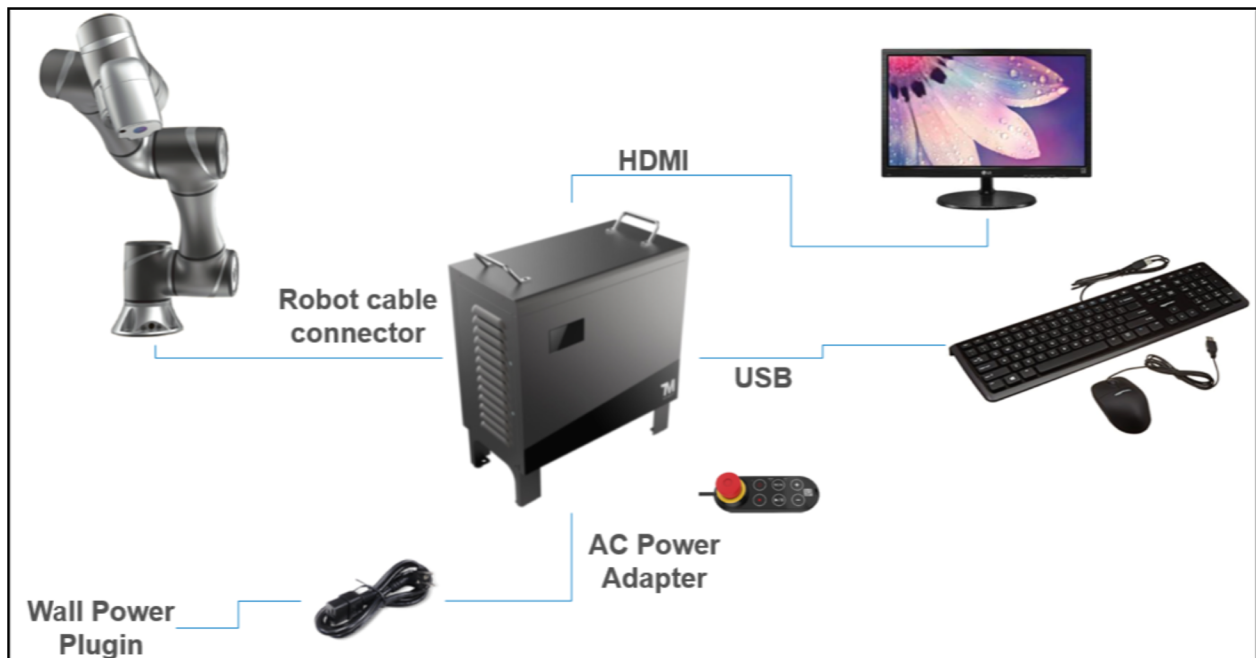 HDMI
Robot cable
connector
USB
TM
AC Power
Adapter
Wall Power
Plugin